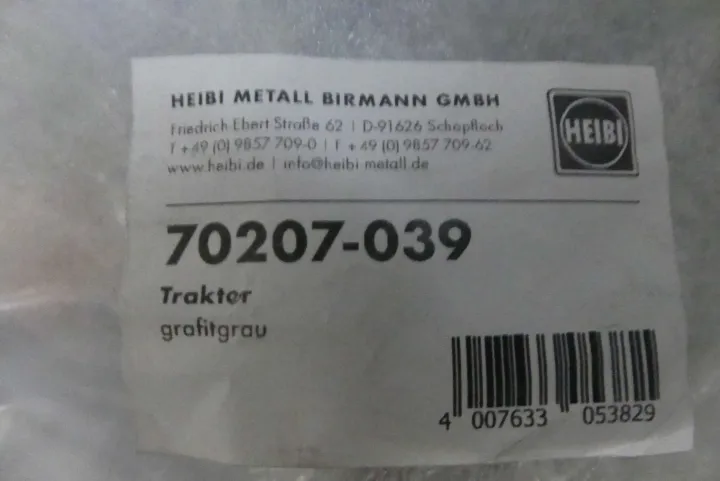 HEIBI METALL BIRMANN GMBH
Friedrich Ebert Straße 62 | D-91626 Schopfloch
T +49 (0) 9857 709-0 | F +49 (0) 9857 709-62
www.heibi.de | info@heibi metall.de
HEIBI
70207-039
Traktor
grafitgrau
4 007633 053829